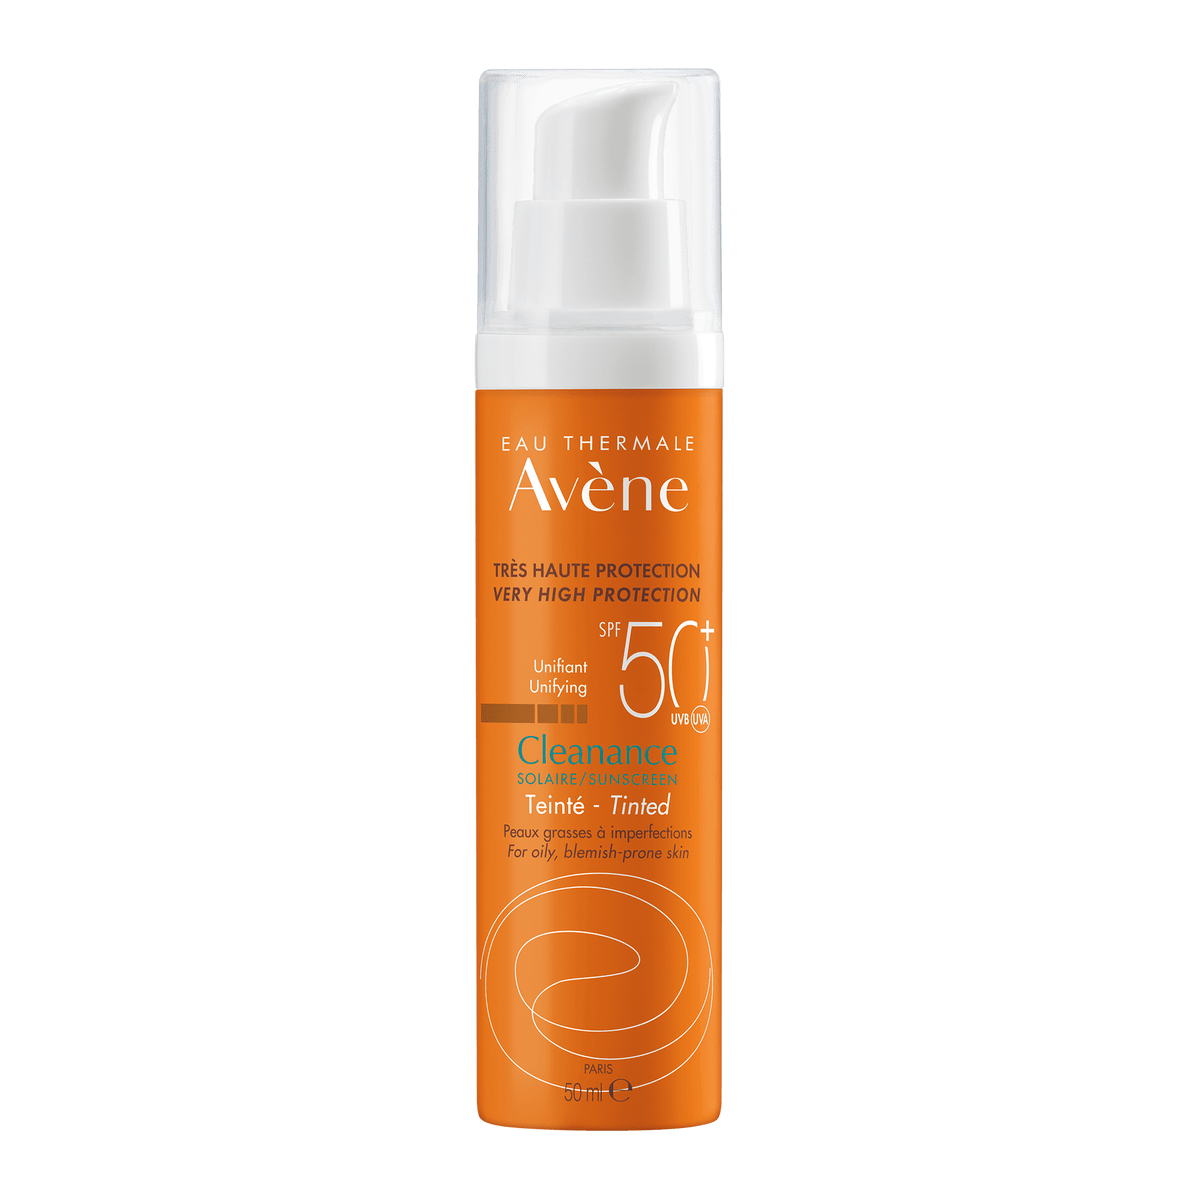 EAU THERMALE
Avène
TRÈS HAUTE PROTECTION
VERY HIGH PROTECTION
SPF 50+
Unifiant
Unifying
UVB UVA
Cleanance
SOLAIRE/SUNSCREEN
Teinté - Tinted
Peaux grasses à imperfections
For oily, blemish-prone skin
PARIS
50 ml ℮